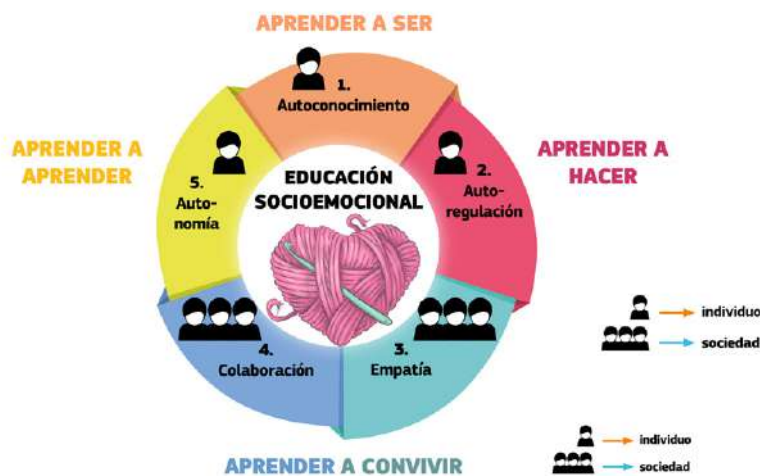 APRENDER A SER
1.
Autoconocimiento
APRENDER A
APRENDER
5.
Auto-
nomía
EDUCACIÓN
SOCIOEMOCIONAL
2.
Auto-
regulación
APRENDER A
HACER
4.
Colaboración
3.
Empatía
APRENDER A CONVIVIR
individuo
sociedad
individuo
sociedad